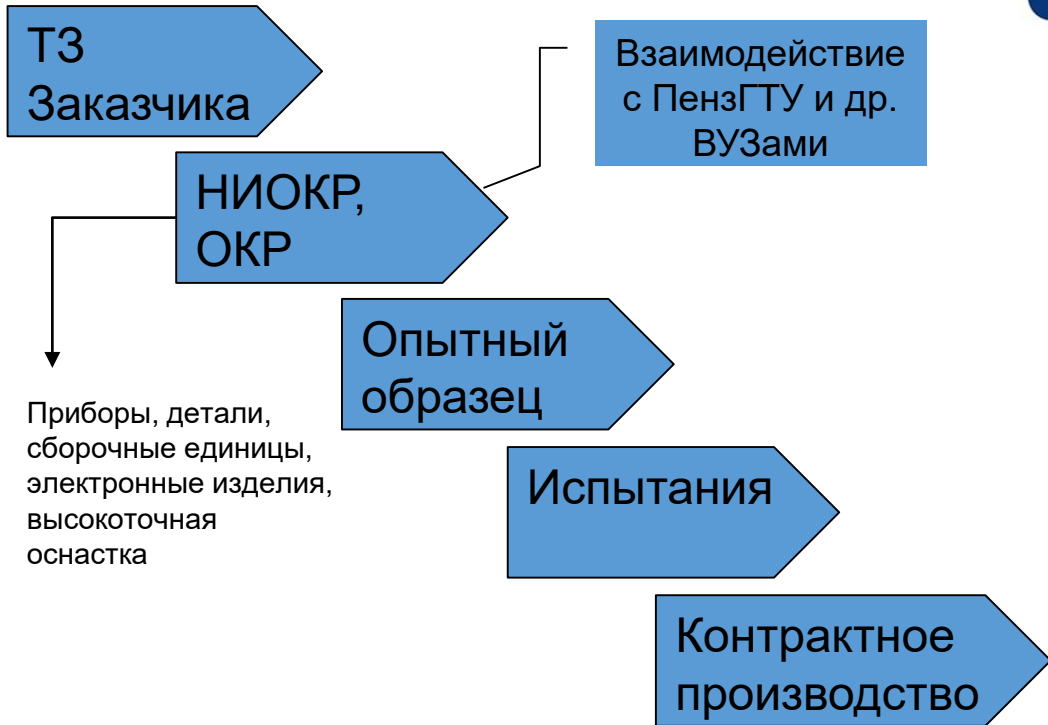 ТЗ
Заказчика
Взаимодействие
с ПензГТУ и др.
ВУЗами
НИОКР,
ОКР
Опытный
образец
Приборы, детали,
сборочные единицы,
электронные изделия,
высокоточная
оснастка
Испытания
Контрактное
производство